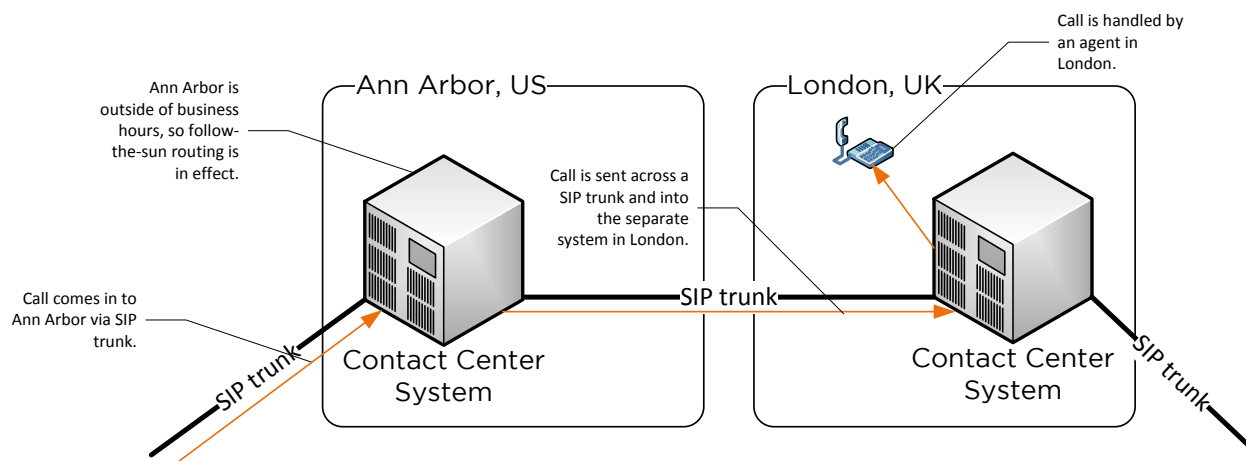 Call is handled by
an agent in
London.
Ann Arbor is
outside of business
hours, so follow-
the-sun routing is
in effect.
Ann Arbor, US
London, UK
Call is sent across a
SIP trunk and into
the separate
system in London.
Call comes in to
Ann Arbor via SIP
trunk.
SIP trunk
SIP trunk
SIP trunk
Contact Center
System
Contact Center
System